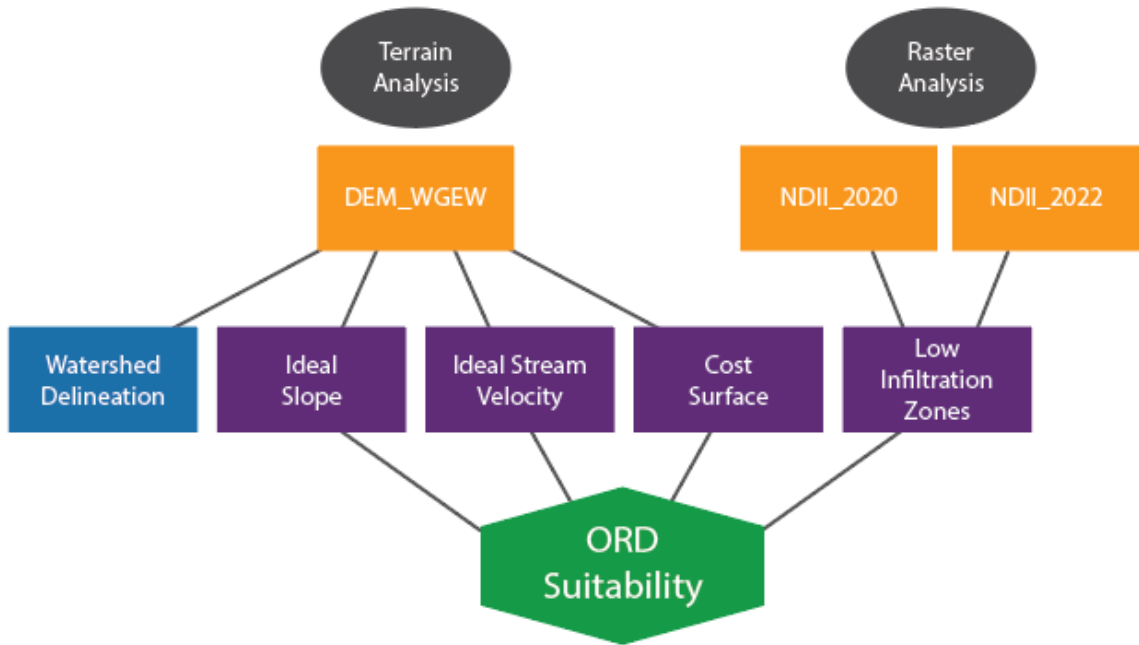 Terrain
Analysis
Raster
Analysis
DEM_WGEW
NDII_2020
NDII_2022
Watershed
Delineation
Ideal
Slope
Ideal Stream
Velocity
Cost
Surface
Low
Infiltration
Zones
ORD
Suitability